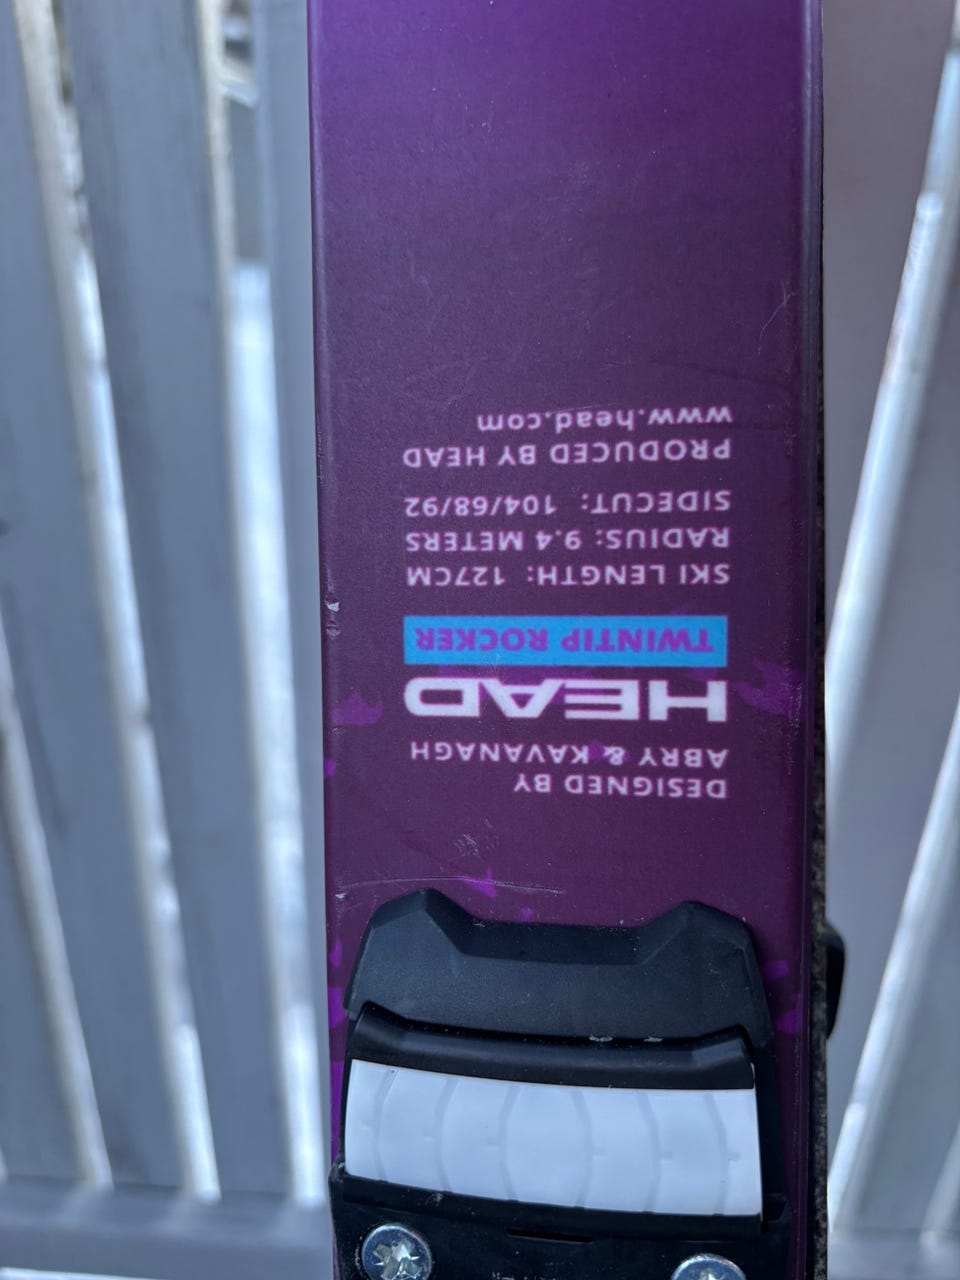 DESIGNED BY
ABRY & KAVANAGH
HEAD
TWINTIP ROCKER
SKI LENGTH: 127CM
RADIUS: 9.4 METERS
SIDECUT: 104/68/92
PRODUCED BY HEAD
www.head.com